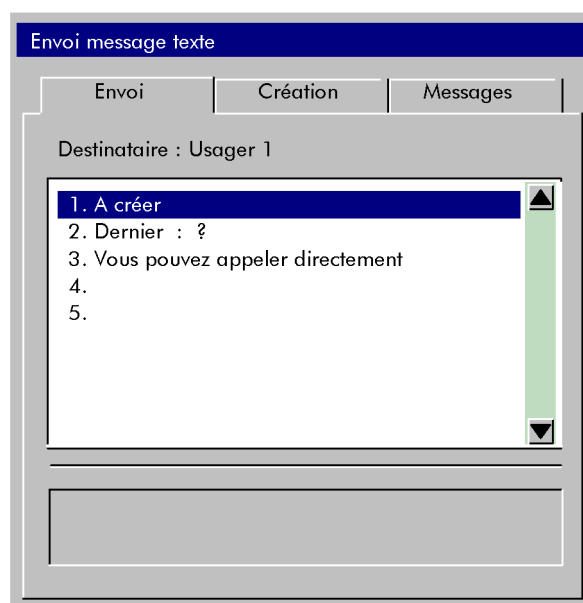 Envoi message texte
Envoi Création Messages
Destinataire : Usager 1
1. A créer
2. Dernier : ?
3. Vous pouvez appeler directement
4.
5.